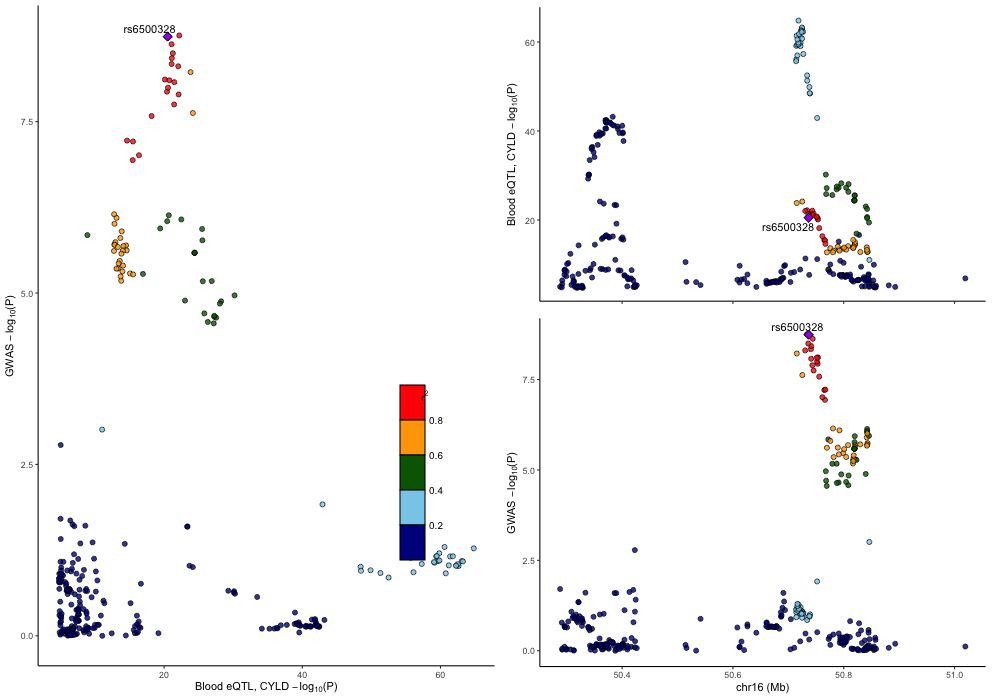 rs6500328
7.5
5.0
2.5
0.0
GWAS − log10(P)
20
40
60
Blood eQTL, CYLD − log10(P)
r2
0.8
0.6
0.4
0.2
60
40
20
Blood eQTL, CYLD − log10(P)
rs6500328
rs6500328
7.5
5.0
2.5
0.0
GWAS − log10(P)
50.4
50.6
50.8
51.0
chr16 (Mb)